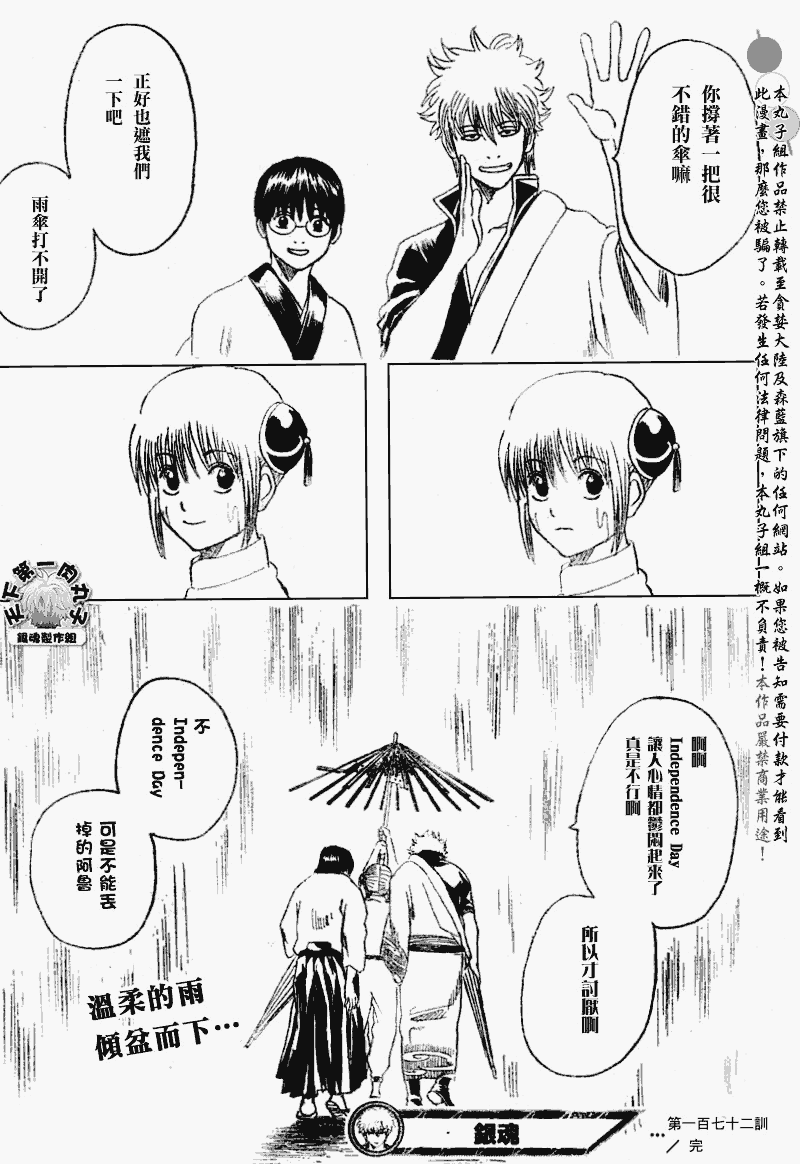 你撐著一把很
不錯的傘嘛
正好也遮我們
一下吧
雨傘打不開了
啊啊
Independence Day
讓人心情都鬱悶起來了
真是不行啊
所以才討厭啊
不
Indepen-
dence Day
可是不能丟
掉的阿魯
溫柔的雨
傾盆而下…
銀魂
…第一百七十二訓
／完
天下第一肉丸子
銀魂製作組
本丸子組作品禁止轉載至貪婪大陸及森藍旗下的任何網站。如果您被告知需要付款才能看到
此漫畫，那麼您被騙了。若發生任何法律問題，本丸子組一概不負責！本作品嚴禁商業用途！